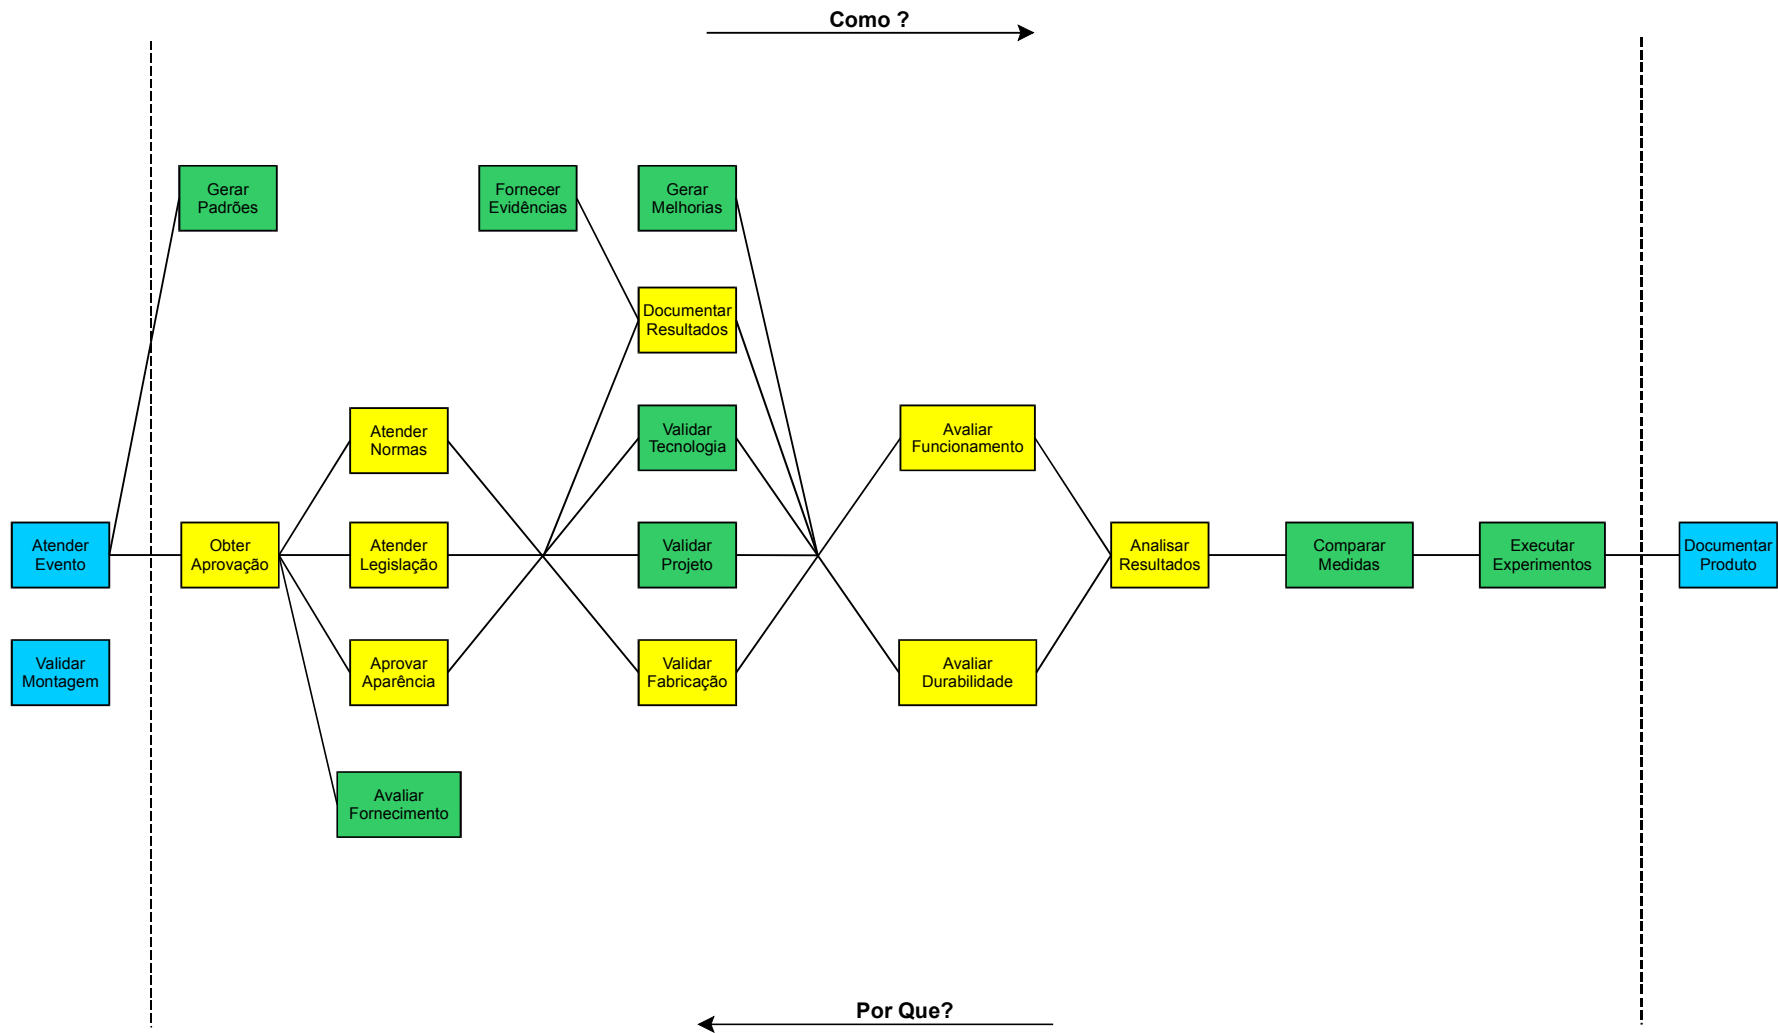 Como ?
Gerar
Padrões
Fornecer
Evidências
Gerar
Melhorias
Documentar
Resultados
Atender
Normas
Validar
Tecnologia
Avaliar
Funcionamento
Atender
Evento
Obter
Aprovação
Atender
Legislação
Validar
Projeto
Analisar
Resultados
Comparar
Medidas
Executar
Experimentos
Documentar
Produto
Validar
Montagem
Aprovar
Aparência
Validar
Fabricação
Avaliar
Durabilidade
Avaliar
Fornecimento
Por Que?